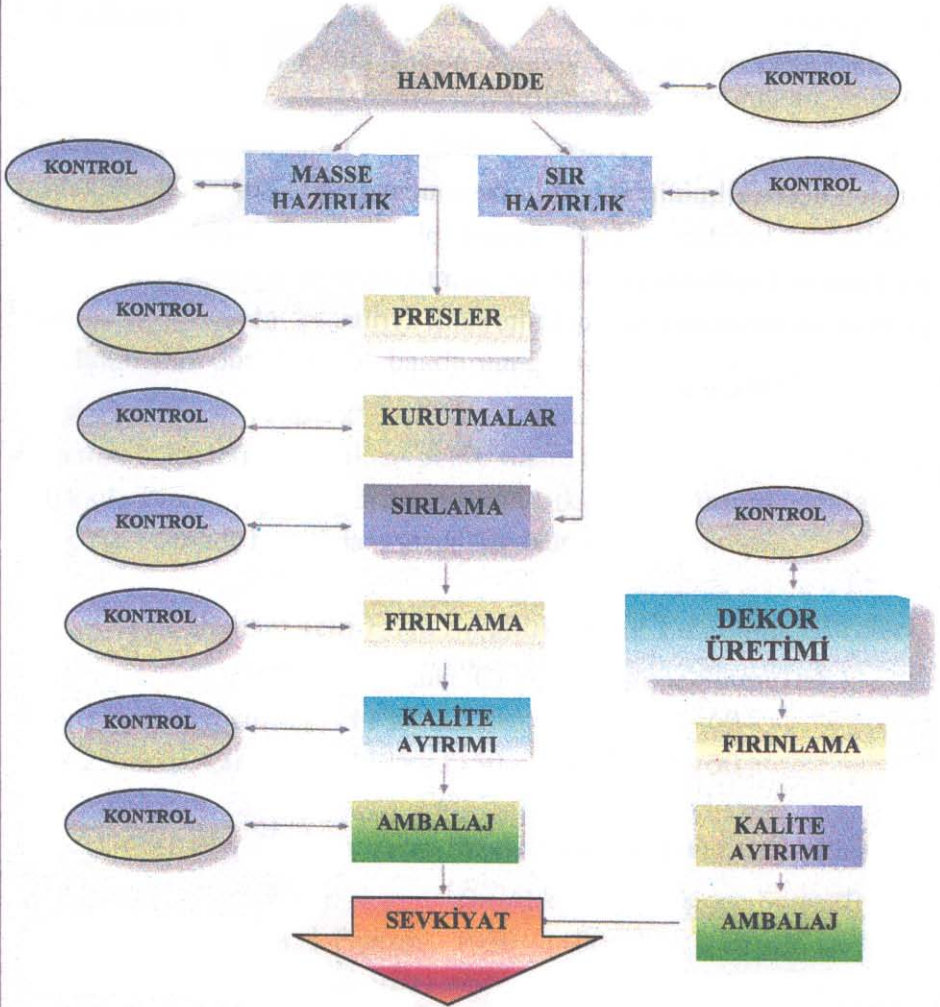 HAMMADDE
KONTROL
KONTROL
MASSE
HAZIRLIK
SIR
HAZIRLIK
KONTROL
KONTROL
PRESLER
KONTROL
KURUTMALAR
KONTROL
SIRLAMA
KONTROL
KONTROL
FIRINLAMA
DEKOR
ÜRETİMİ
KONTROL
KALİTE
AYIRIMI
FIRINLAMA
KONTROL
AMBALAJ
KALİTE
AYIRIMI
SEVKİYAT
AMBALAJ